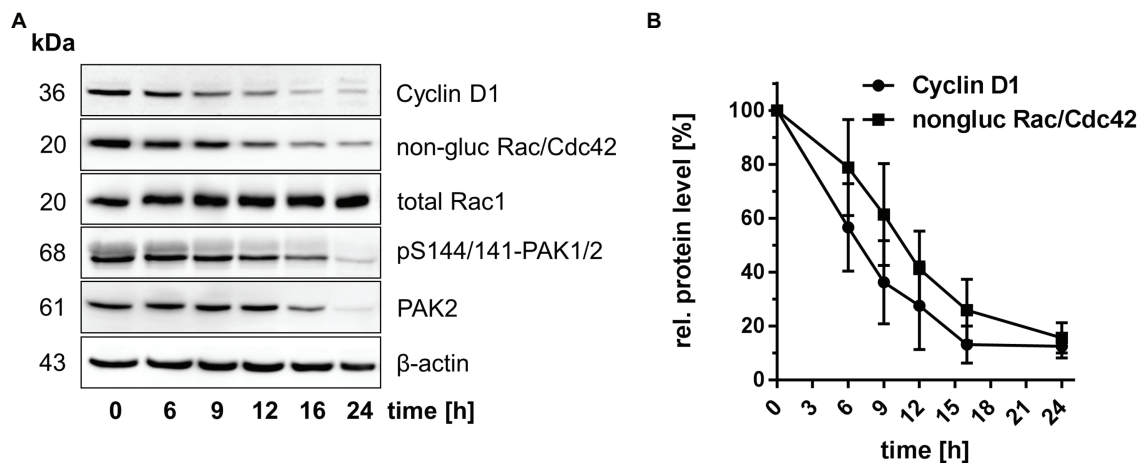 A
kDa
36 Cyclin D1
20 non-gluc Rac/Cdc42
20 total Rac1
68 pS144/141-PAK1/2
61 PAK2
43 β-actin
0 6 9 12 16 24 time [h]
B
Cyclin D1
nongluc Rac/Cdc42
rel. protein level [%]
100
80
60
40
20
0
0 3 6 9 12 15 18 21 24
time [h]